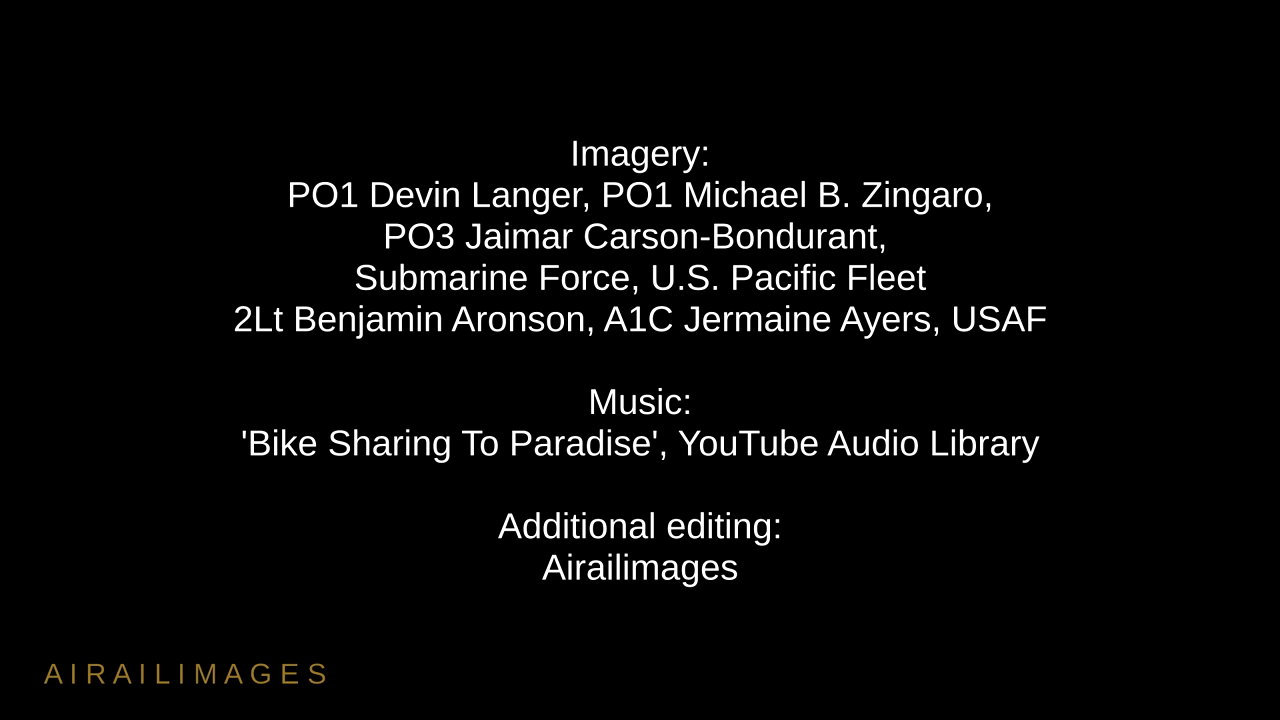 Imagery:
PO1 Devin Langer, PO1 Michael B. Zingaro,
PO3 Jaimar Carson-Bondurant,
Submarine Force, U.S. Pacific Fleet
2Lt Benjamin Aronson, A1C Jermaine Ayers, USAF
Music:
'Bike Sharing To Paradise', YouTube Audio Library
Additional editing:
Airailimages
AIRAILIMAGES